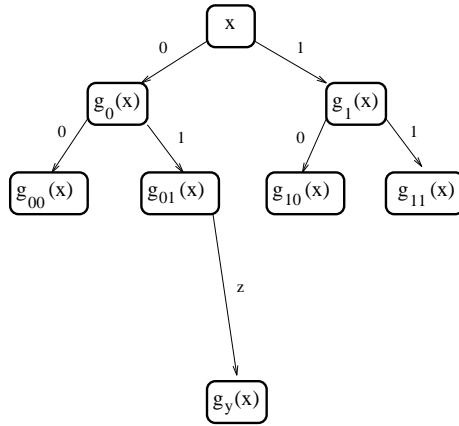 x
0 1
g_0(x) g_1(x)
0 1 0 1
g_00(x) g_01(x) g_10(x) g_11(x)
z
g_y(x)